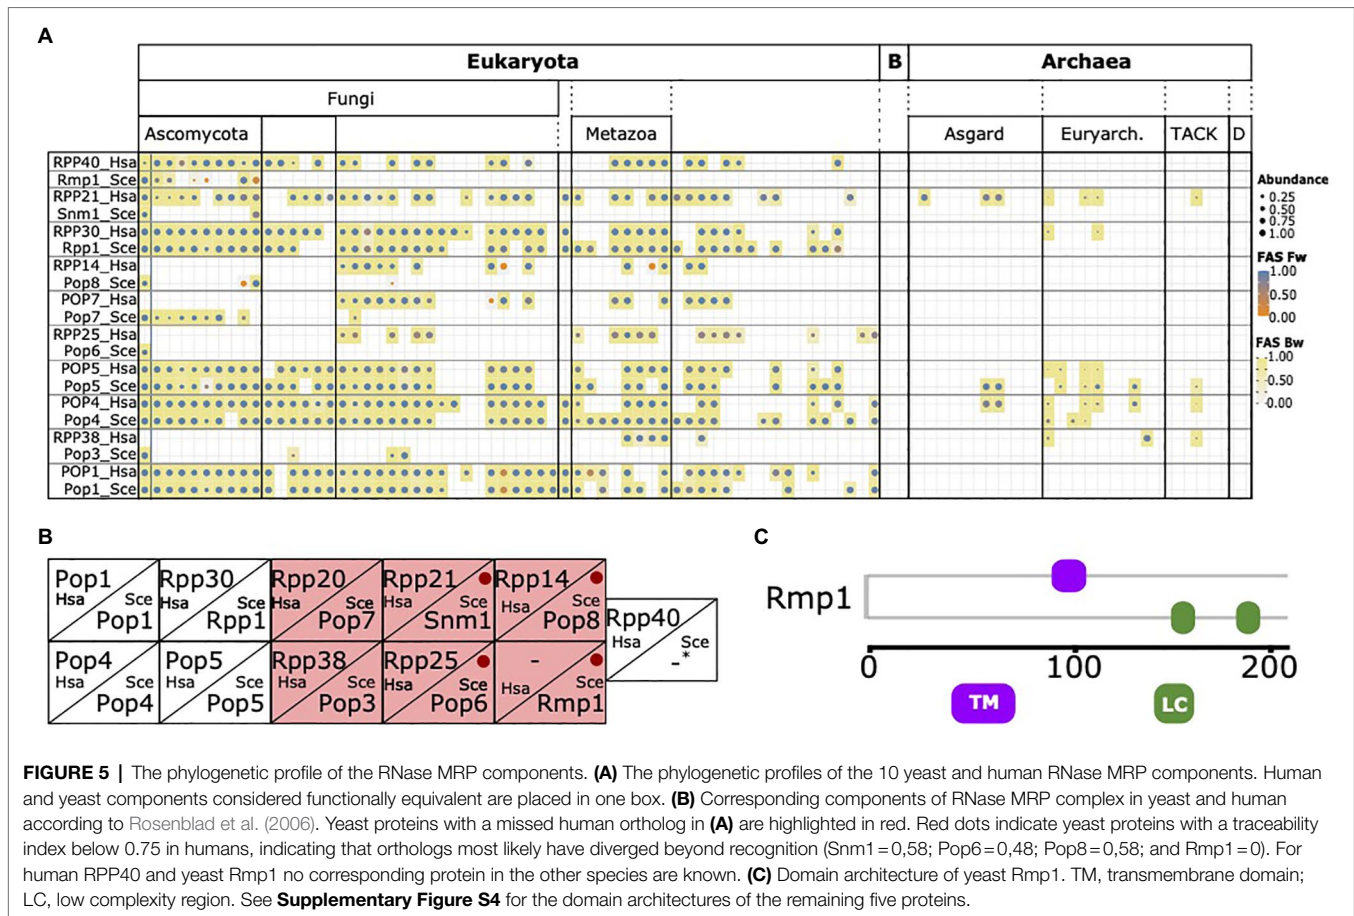 A
Eukaryota
B
Archaea
Fungi
Ascomycota
Metazoa
Asgard
Euryarch.
TACK
D
RPP40_Hsa
Rmp1_Sce
RPP21_Hsa
Snm1_Sce
RPP30_Hsa
Rpp1_Sce
RPP14_Hsa
Pop8_Sce
POP7_Hsa
Pop7_Sce
RPP25_Hsa
Pop6_Sce
POP5_Hsa
Pop5_Sce
POP4_Hsa
Pop4_Sce
RPP38_Hsa
Pop3_Sce
POP1_Hsa
Pop1_Sce
Abundance
0.25
0.50
0.75
1.00
FAS Fw
1.00
0.50
0.00
FAS Bw
1.00
0.50
0.00
B
Pop1
Hsa
Sce
Pop1
Rpp30
Hsa
Sce
Rpp1
Rpp20
Hsa
Sce
Pop7
Rpp21
Hsa
Sce
Snm1
Rpp14
Hsa
Sce
Pop8
Pop4
Hsa
Sce
Pop4
Pop5
Hsa
Sce
Pop5
Rpp38
Hsa
Sce
Pop3
Rpp25
Hsa
Sce
Pop6
-
Hsa
Sce
Rmp1
Rpp40
Hsa
Sce
-*
C
Rmp1
0 100 200
TM
LC
FIGURE 5 | The phylogenetic profile of the RNase MRP components. (A) The phylogenetic profiles of the 10 yeast and human RNase MRP components. Human
and yeast components considered functionally equivalent are placed in one box. (B) Corresponding components of RNase MRP complex in yeast and human
according to Rosenblad et al. (2006). Yeast proteins with a missed human ortholog in (A) are highlighted in red. Red dots indicate yeast proteins with a traceability
index below 0.75 in humans, indicating that orthologs most likely have diverged beyond recognition (Snm1=0,58; Pop6=0,48; Pop8=0,58; and Rmp1=0). For
human RPP40 and yeast Rmp1 no corresponding protein in the other species are known. (C) Domain architecture of yeast Rmp1. TM, transmembrane domain;
LC, low complexity region. See Supplementary Figure S4 for the domain architectures of the remaining five proteins.